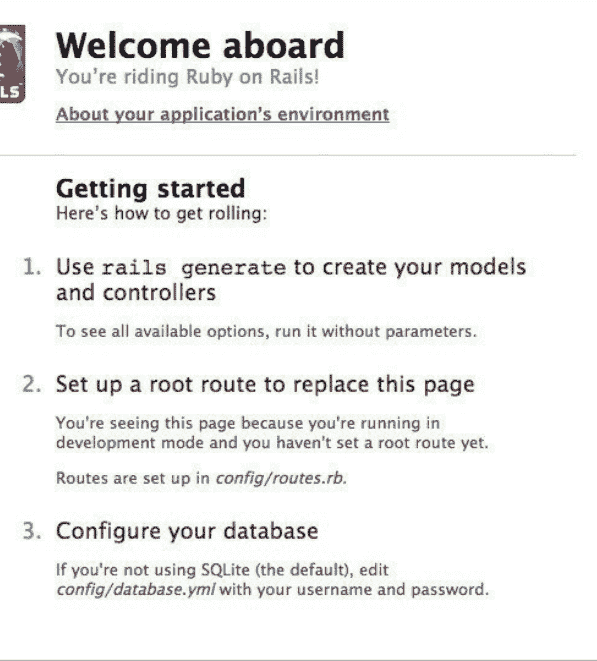 LS
Welcome aboard
You're riding Ruby on Rails!
About your application's environment
Getting started
Here's how to get rolling:
1. Use rails generate to create your models
and controllers
To see all available options, run it without parameters.
2. Set up a root route to replace this page
You're seeing this page because you're running in
development mode and you haven't set a root route yet.
Routes are set up in config/routes.rb.
3. Configure your database
If you're not using SQLite (the default), edit
config/database.yml with your username and password.